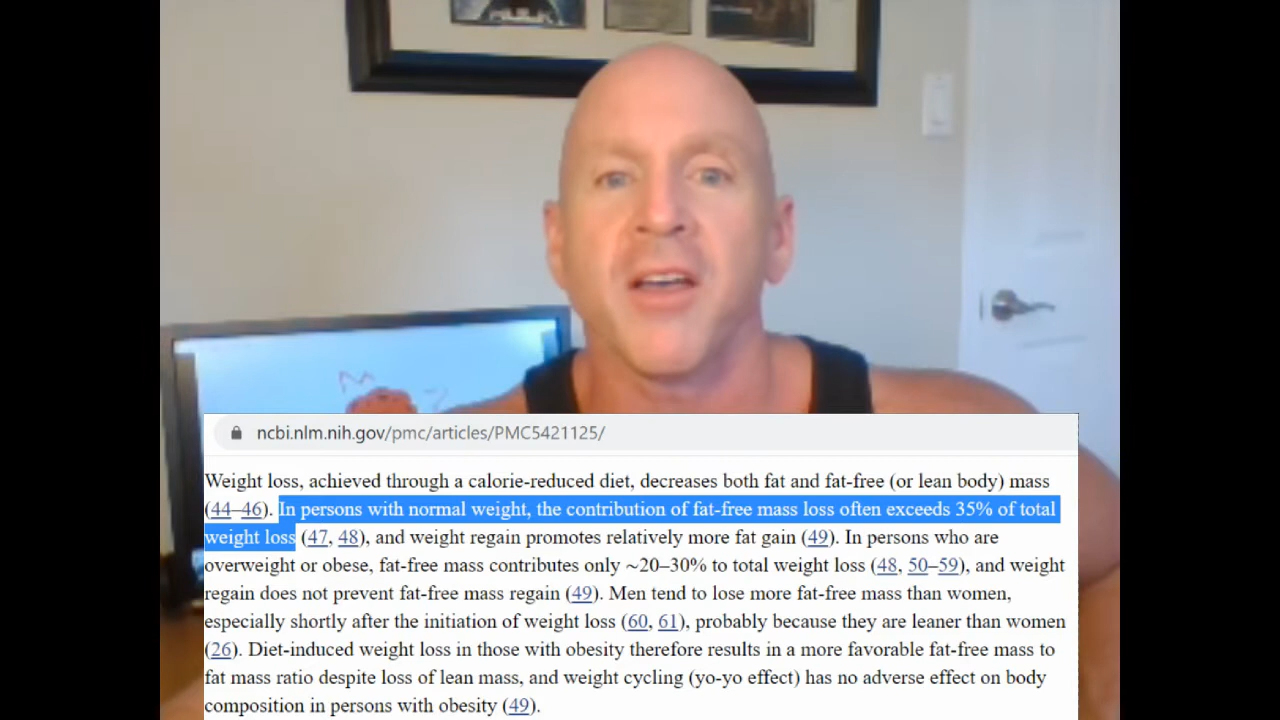 ncbi.nlm.nih.gov/pmc/articles/PMC5421125/
Weight loss, achieved through a calorie-reduced diet, decreases both fat and fat-free (or lean body) mass
(44–46). In persons with normal weight, the contribution of fat-free mass loss often exceeds 35% of total
weight loss (47, 48), and weight regain promotes relatively more fat gain (49). In persons who are
overweight or obese, fat-free mass contributes only ~20–30% to total weight loss (48, 50–59), and weight
regain does not prevent fat-free mass regain (49). Men tend to lose more fat-free mass than women,
especially shortly after the initiation of weight loss (60, 61), probably because they are leaner than women
(26). Diet-induced weight loss in those with obesity therefore results in a more favorable fat-free mass to
fat mass ratio despite loss of lean mass, and weight cycling (yo-yo effect) has no adverse effect on body
composition in persons with obesity (49).